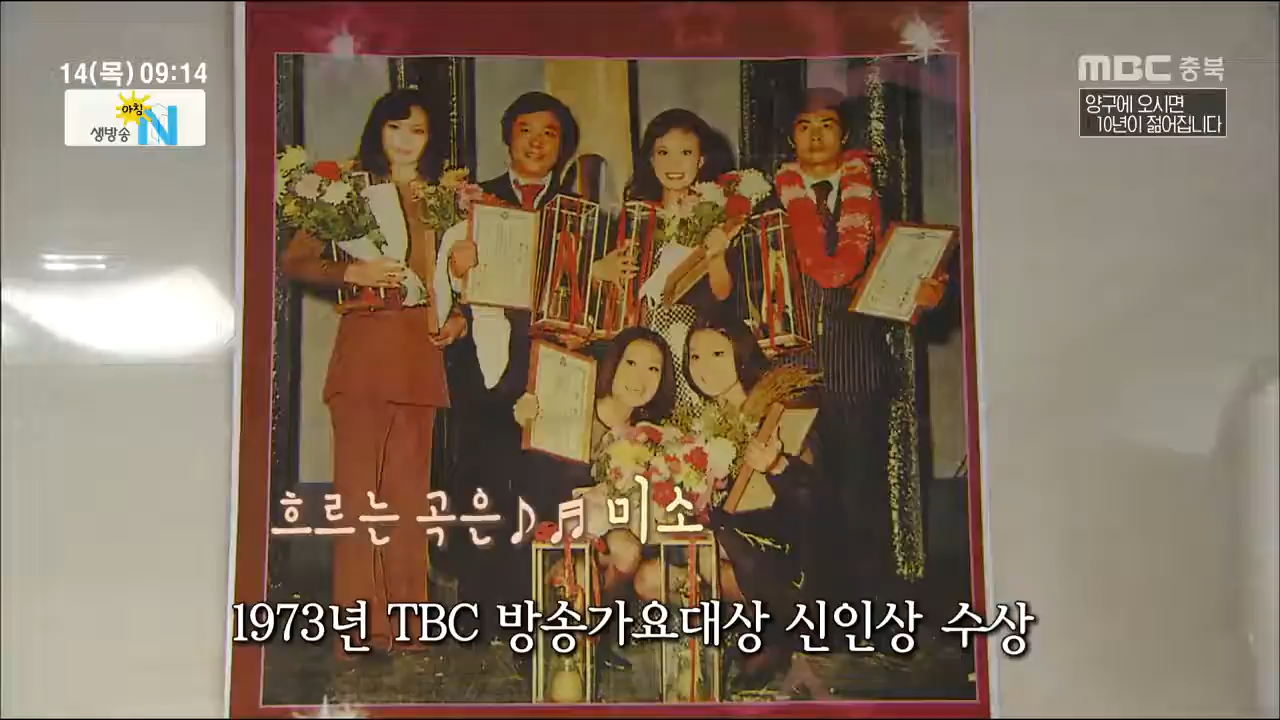 14(목) 09:14
아침
생방송 N
MBC 충북
양구에 오시면
10년이 젊어집니다
흐르는 곡은♪♬ 미소
1973년 TBC 방송가요대상 신인상 수상